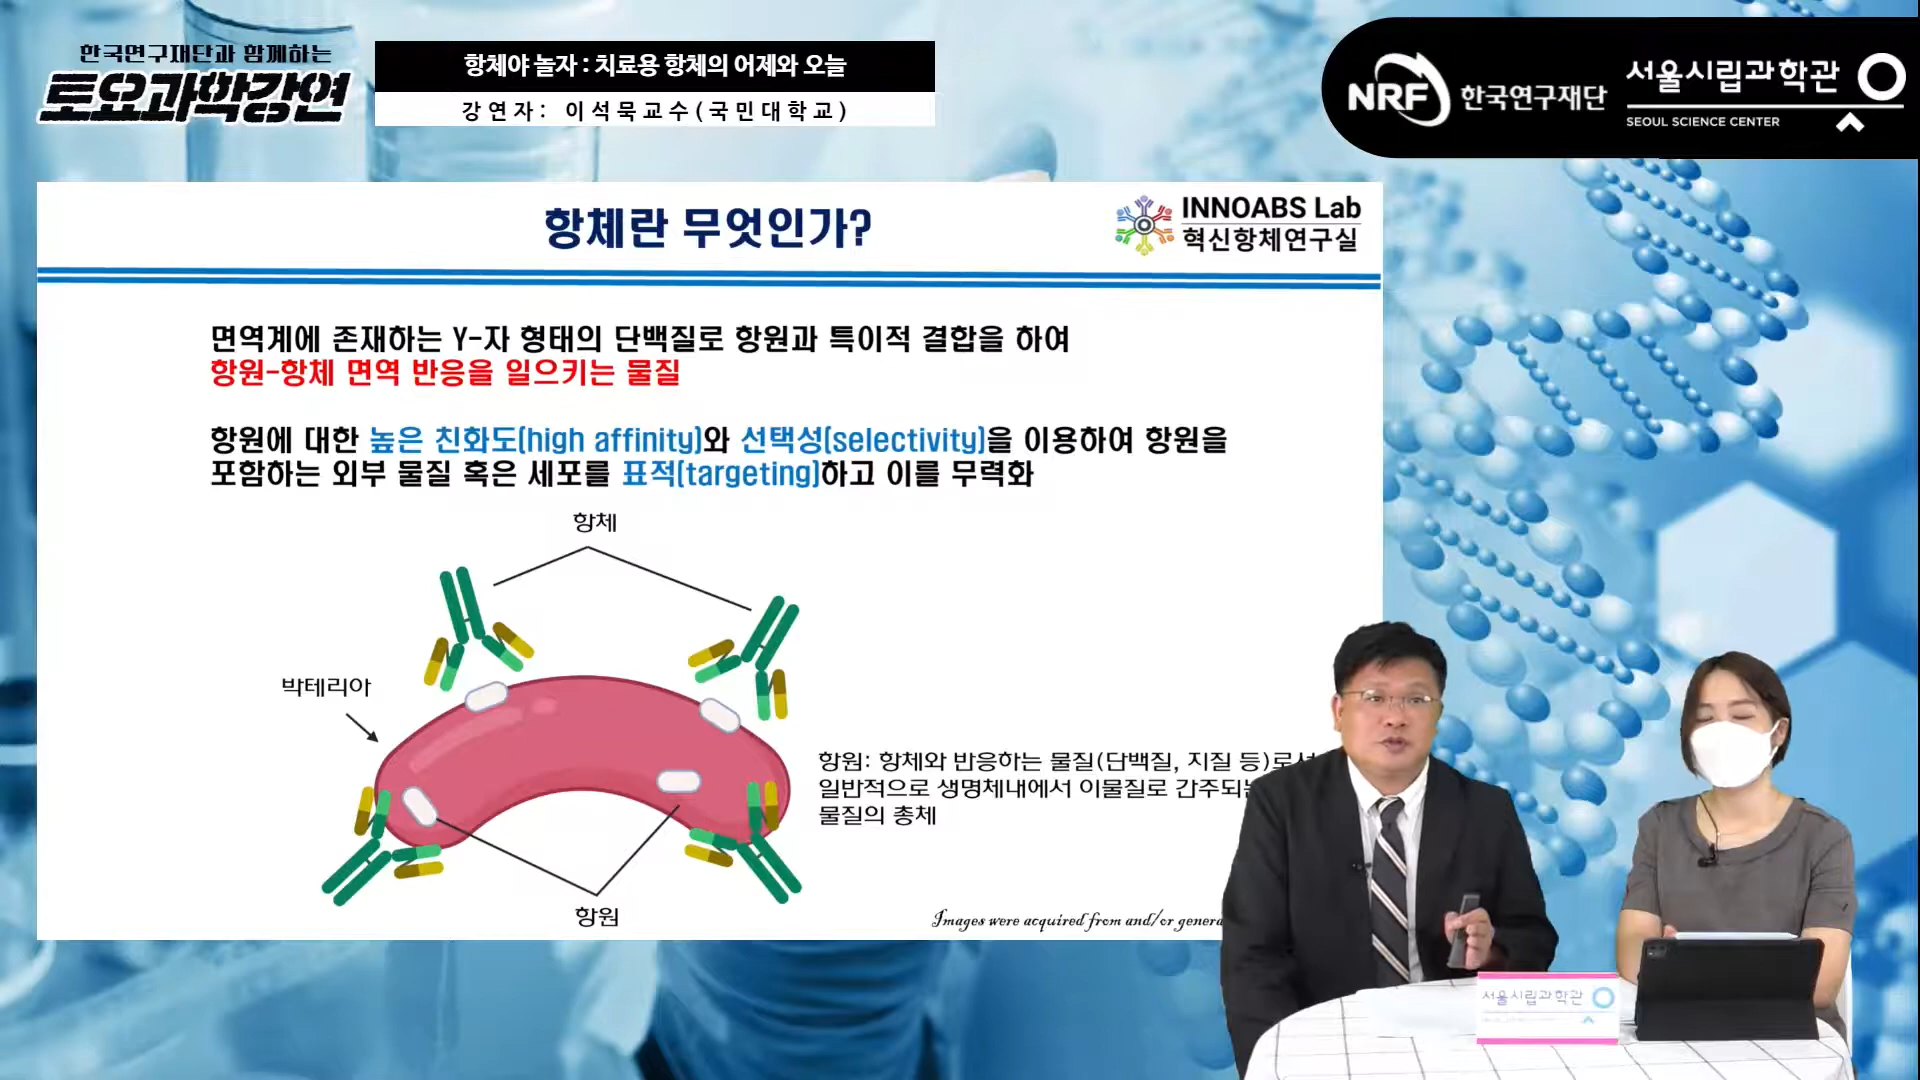 한국연구재단과 함께하는
토요과학강연
항체야 놀자 : 치료용 항체의 어제와 오늘
강연자: 이석묵교수(국민대학교)
NRF 한국연구재단
서울시립과학관
SEOUL SCIENCE CENTER
항체란 무엇인가?
INNOABS Lab
혁신항체연구실
면역계에 존재하는 Y-자 형태의 단백질로 항원과 특이적 결합을 하여
항원-항체 면역 반응을 일으키는 물질
항원에 대한 높은 친화도(high affinity)와 선택성(selectivity)을 이용하여 항원을
포함하는 외부 물질 혹은 세포를 표적(targeting)하고 이를 무력화
항체
박테리아
항원: 항체와 반응하는 물질(단백질, 지질 등)로서
일반적으로 생명체내에서 이물질로 간주되는
물질의 총체
항원
Images were acquired from and/or genera
서울시립과학관